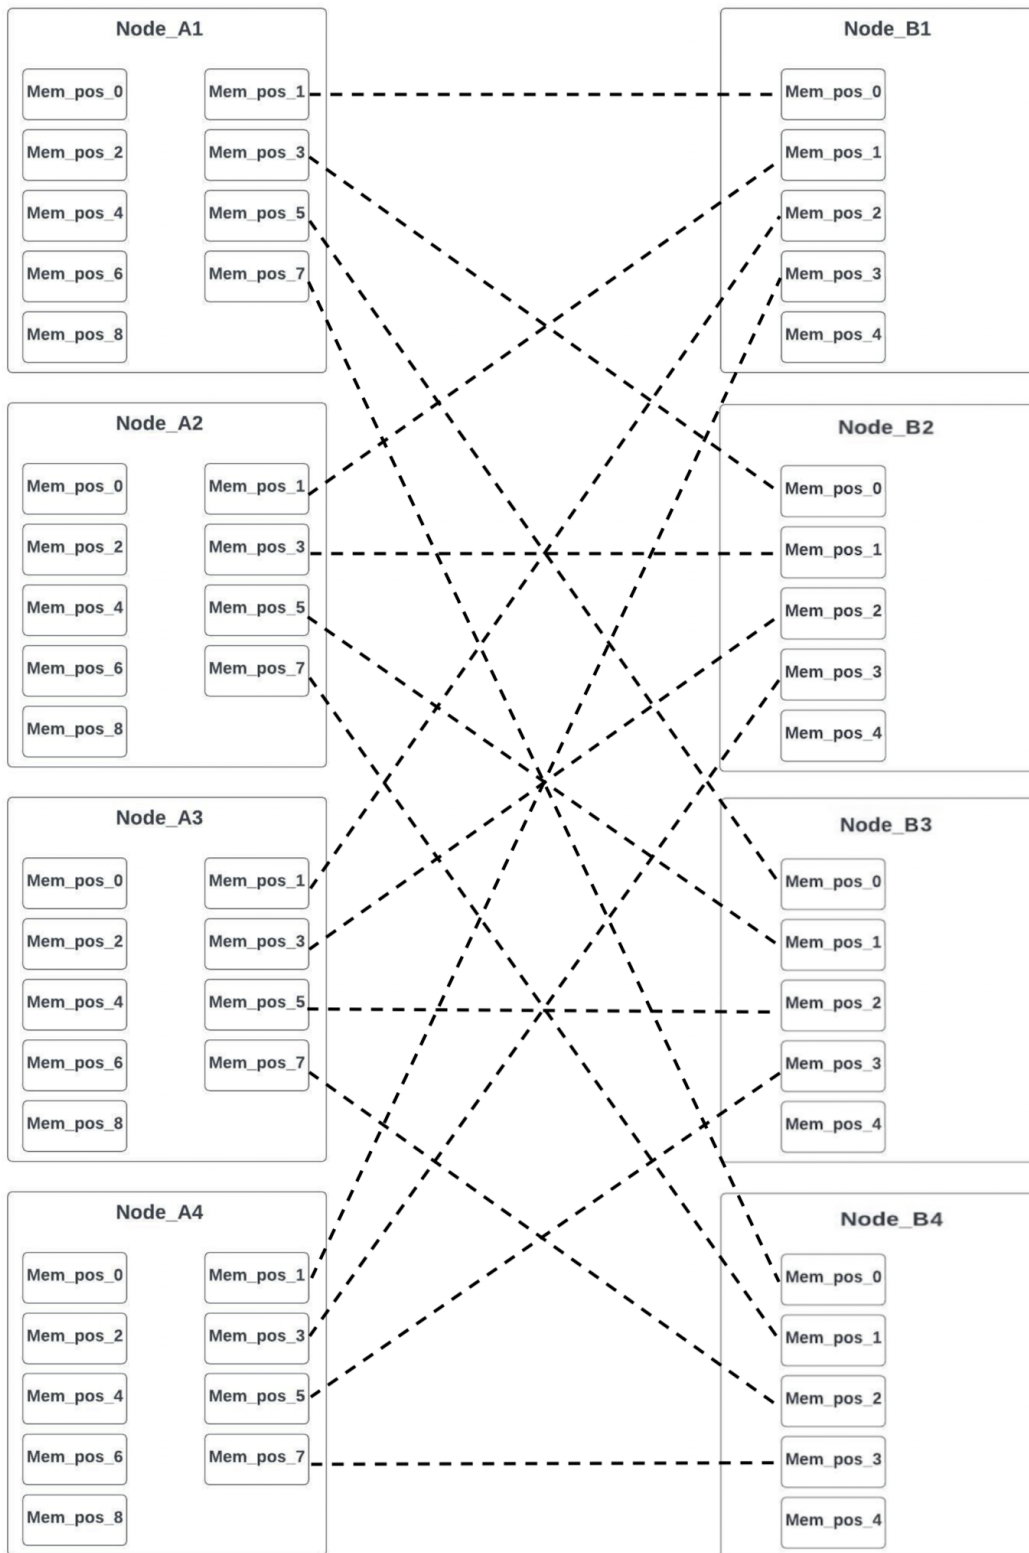 Node_A1
Mem_pos_0 Mem_pos_1
Mem_pos_2 Mem_pos_3
Mem_pos_4 Mem_pos_5
Mem_pos_6 Mem_pos_7
Mem_pos_8
Node_B1
Mem_pos_0
Mem_pos_1
Mem_pos_2
Mem_pos_3
Mem_pos_4
Node_A2
Mem_pos_0 Mem_pos_1
Mem_pos_2 Mem_pos_3
Mem_pos_4 Mem_pos_5
Mem_pos_6 Mem_pos_7
Mem_pos_8
Node_B2
Mem_pos_0
Mem_pos_1
Mem_pos_2
Mem_pos_3
Mem_pos_4
Node_A3
Mem_pos_0 Mem_pos_1
Mem_pos_2 Mem_pos_3
Mem_pos_4 Mem_pos_5
Mem_pos_6 Mem_pos_7
Mem_pos_8
Node_B3
Mem_pos_0
Mem_pos_1
Mem_pos_2
Mem_pos_3
Mem_pos_4
Node_A4
Mem_pos_0 Mem_pos_1
Mem_pos_2 Mem_pos_3
Mem_pos_4 Mem_pos_5
Mem_pos_6 Mem_pos_7
Mem_pos_8
Node_B4
Mem_pos_0
Mem_pos_1
Mem_pos_2
Mem_pos_3
Mem_pos_4